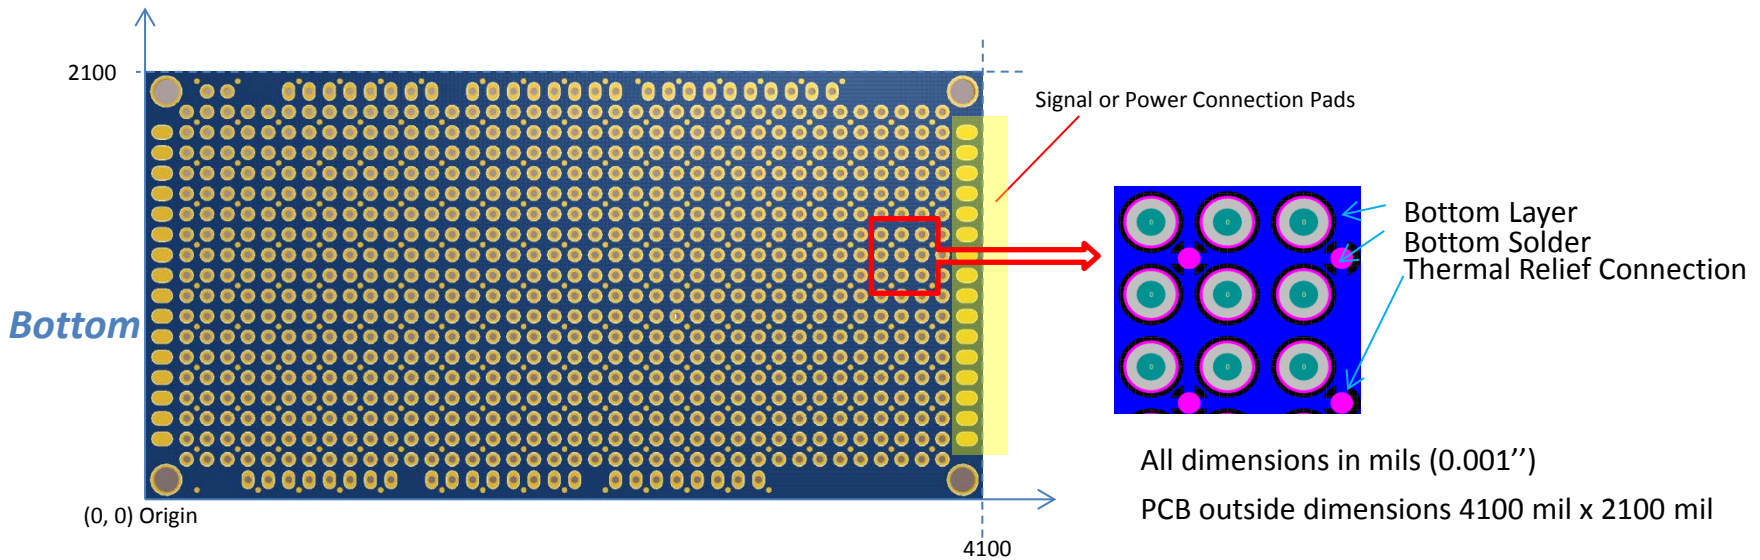 2100
Signal or Power Connection Pads
Bottom Layer
Bottom Solder
Thermal Relief Connection
Bottom
All dimensions in mils (0.001’’)
PCB outside dimensions 4100 mil x 2100 mil
(0, 0) Origin
4100